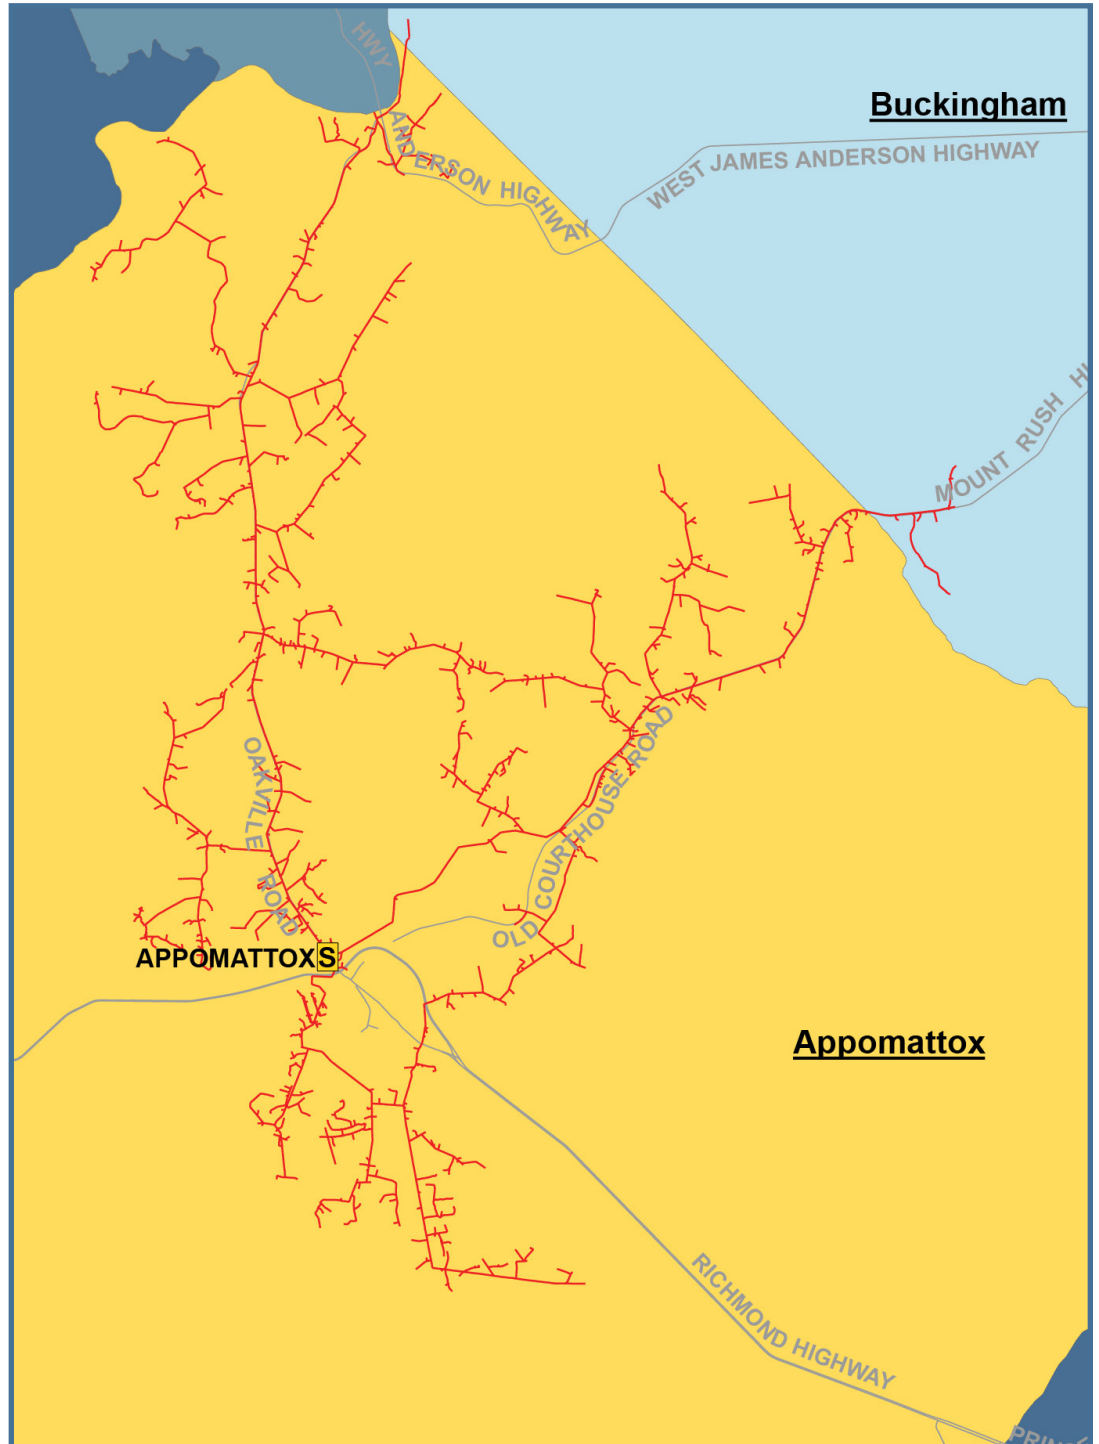 HWY
Buckingham
ANDERSON HIGHWAY
WEST JAMES ANDERSON HIGHWAY
MOUNT RUSH
OAKVILLE ROAD
OLD COURTHOUSE ROAD
APPOMATTOX S
Appomattox
RICHMOND HIGHWAY